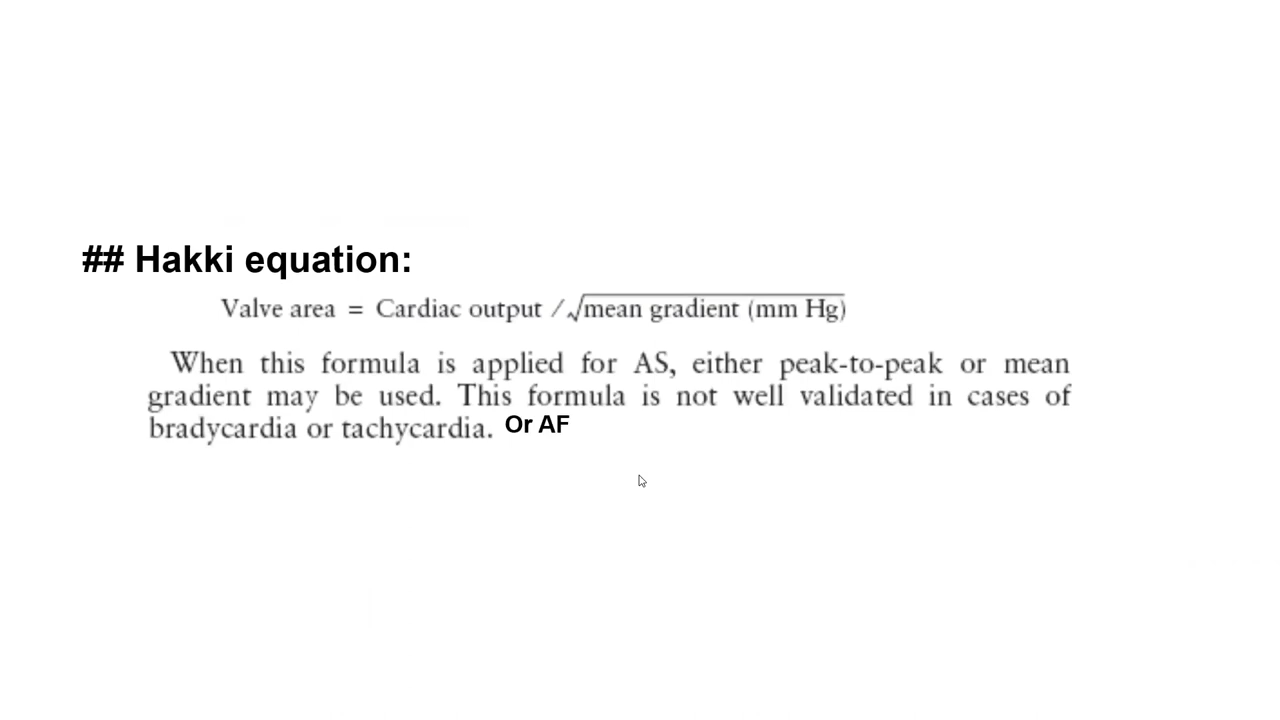 ## Hakki equation:
Valve area = Cardiac output /√mean gradient (mm Hg)
When this formula is applied for AS, either peak-to-peak or mean
gradient may be used. This formula is not well validated in cases of
bradycardia or tachycardia. Or AF